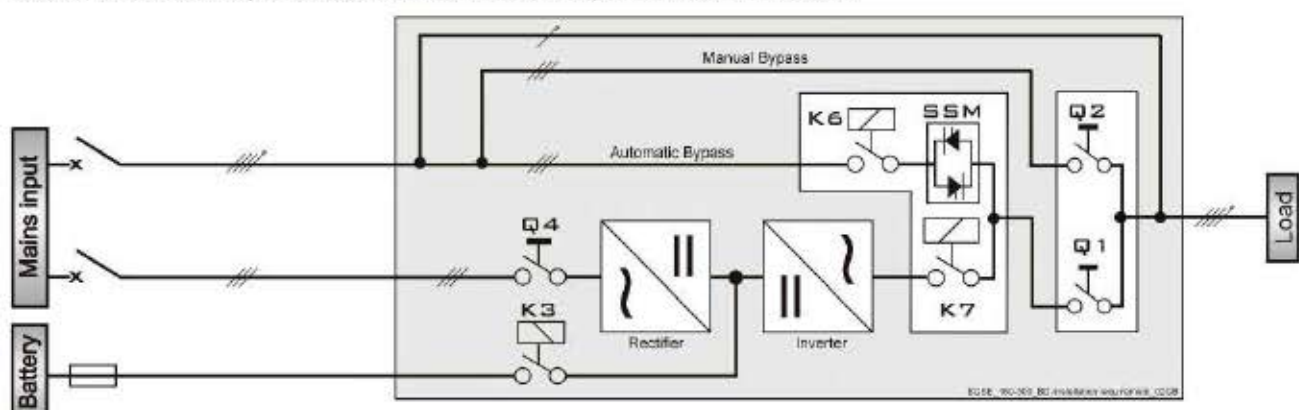 Manual Bypass
K6
SSM
Q2
Automatic Bypass
Mains input
Q4
Load
Q1
K7
K3
Rectifier
Inverter
Battery